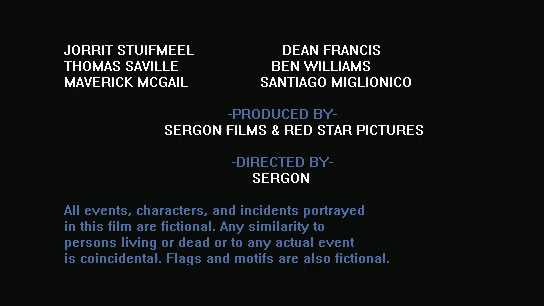 JORRIT STUIFMEEL DEAN FRANCIS
THOMAS SAVILLE BEN WILLIAMS
MAVERICK MCGAIL SANTIAGO MIGLIONICO
-PRODUCED BY-
SERGON FILMS & RED STAR PICTURES
-DIRECTED BY-
SERGON
All events, characters, and incidents portrayed
in this film are fictional. Any similarity to
persons living or dead or to any actual event
is coincidental. Flags and motifs are also fictional.